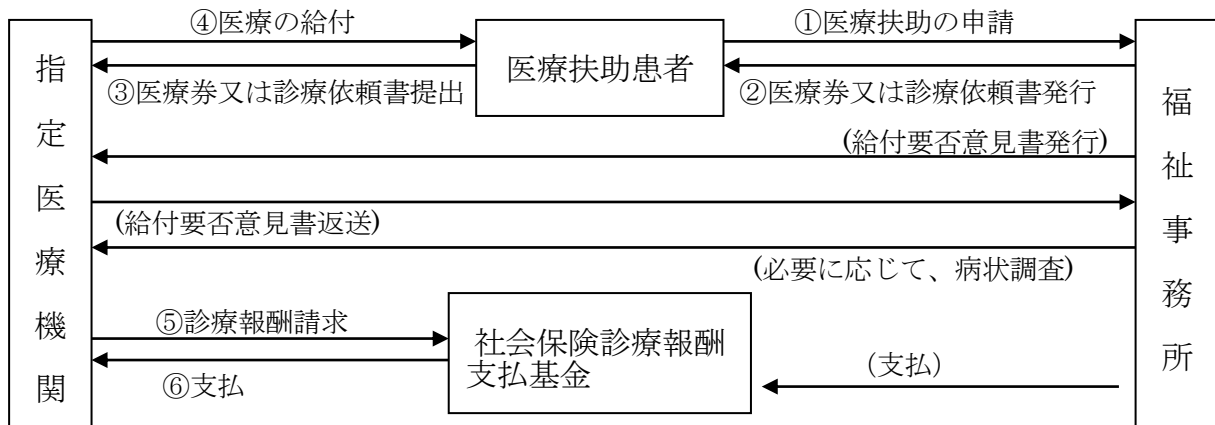 ④医療の給付
①医療扶助の申請
指定医療機関
医療扶助患者
福祉事務所
③医療券又は診療依頼書提出
②医療券又は診療依頼書発行
(給付要否意見書発行)
(給付要否意見書返送)
(必要に応じて、病状調査)
⑤診療報酬請求
社会保険診療報酬
支払基金
(支払)
⑥支払